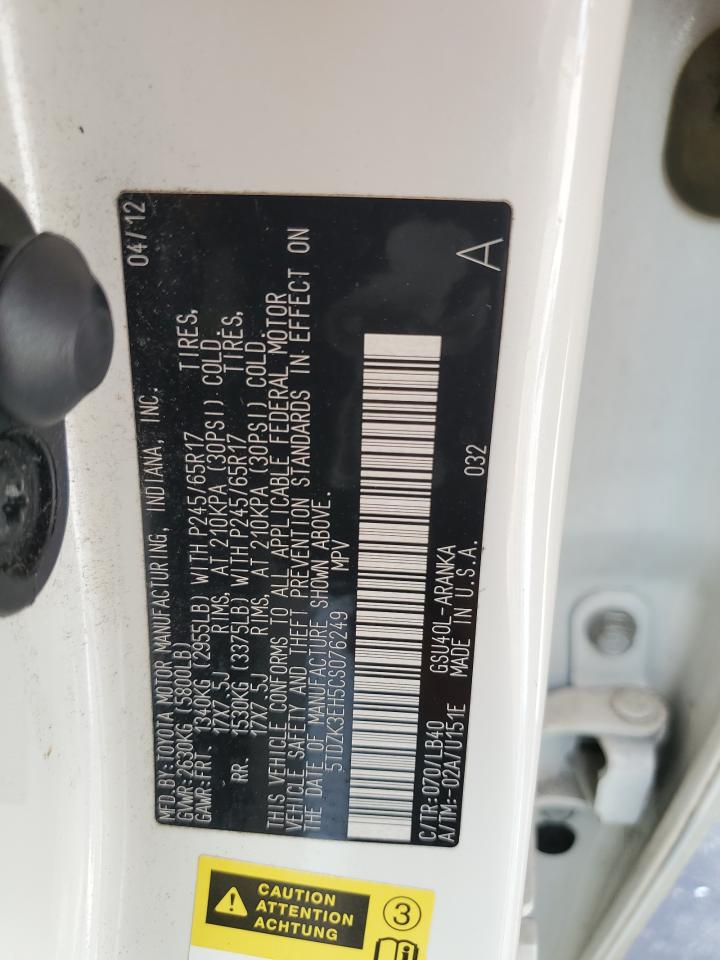 MFD.BY:TOYOTA MOTOR MANUFACTURING, INDIANA, INC. 04/12
GVWR:2630KG (5800LB)
GAWR:FRT. 1340KG (2955LB) WITH P245/65R17 TIRES,
17X7.5J RIMS, AT 210KPA (30PSI) COLD.
RR. 1530KG (3375LB) WITH P245/65R17 TIRES,
17X7.5J RIMS, AT 210KPA (30PSI) COLD.
THIS VEHICLE CONFORMS TO ALL APPLICABLE FEDERAL MOTOR
VEHICLE SAFETY AND THEFT PREVENTION STANDARDS IN EFFECT ON
THE DATE OF MANUFACTURE SHOWN ABOVE.
5TDZK3EH5CS076249 MPV
C/TR:070/LB40 GSU40L-ARANKA 032 A
A/TM:-02A/U151E MADE IN U.S.A.
CAUTION
ATTENTION
ACHTUNG
3